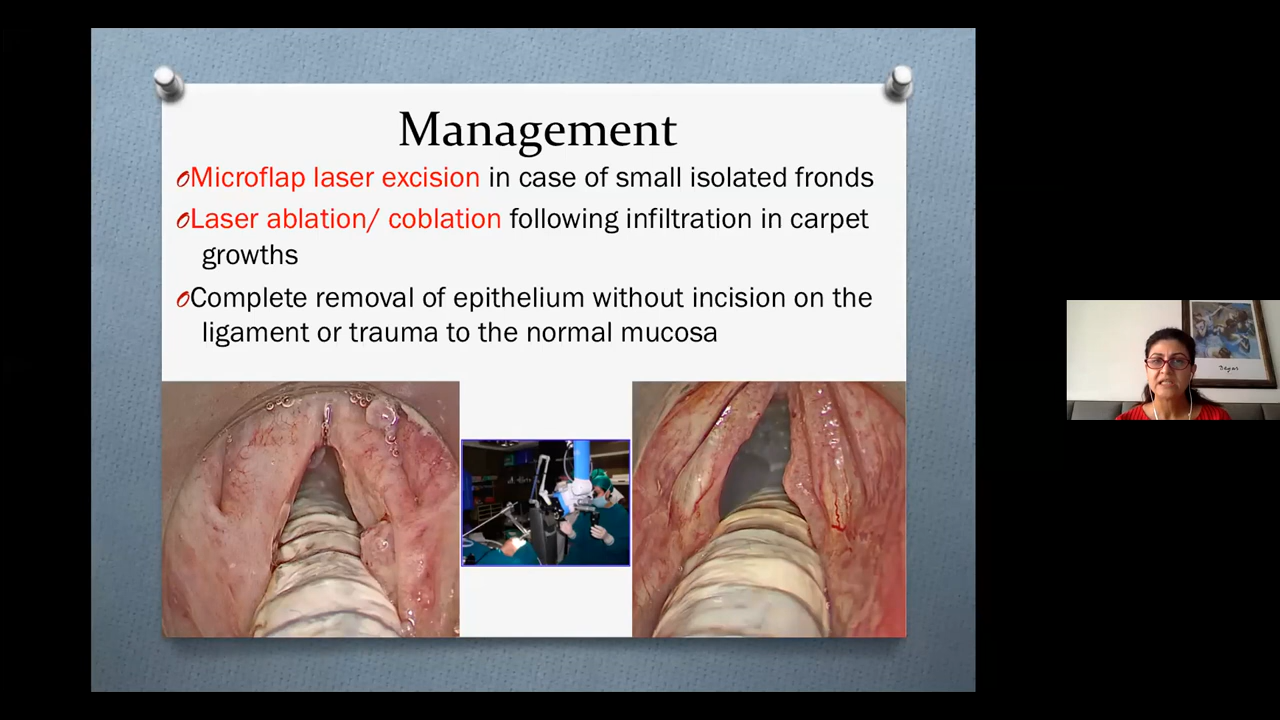 Management
Microflap laser excision in case of small isolated fronds
Laser ablation/ coblation following infiltration in carpet
growths
Complete removal of epithelium without incision on the
ligament or trauma to the normal mucosa
Degas